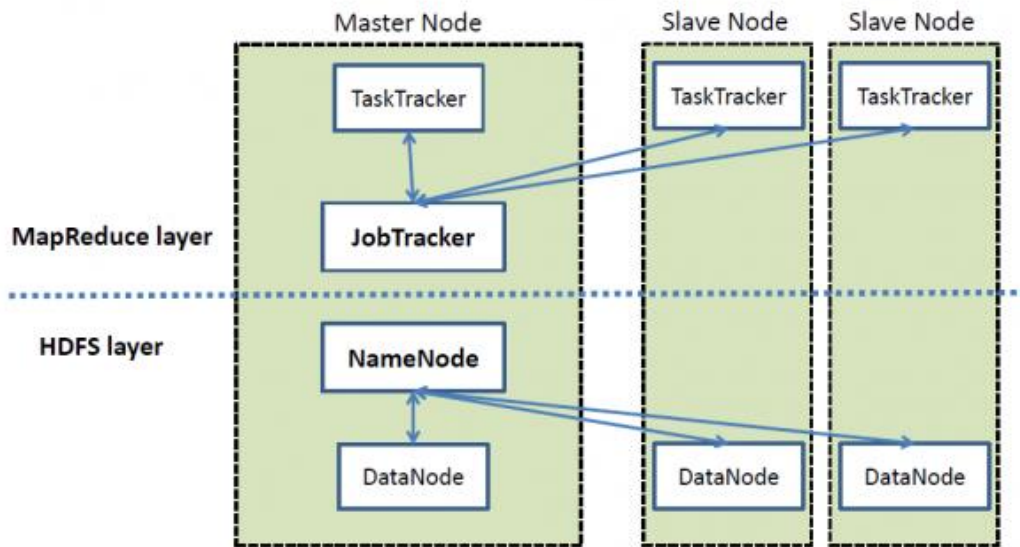 Master Node
Slave Node
Slave Node
TaskTracker
TaskTracker
TaskTracker
MapReduce layer
JobTracker
HDFS layer
NameNode
DataNode
DataNode
DataNode